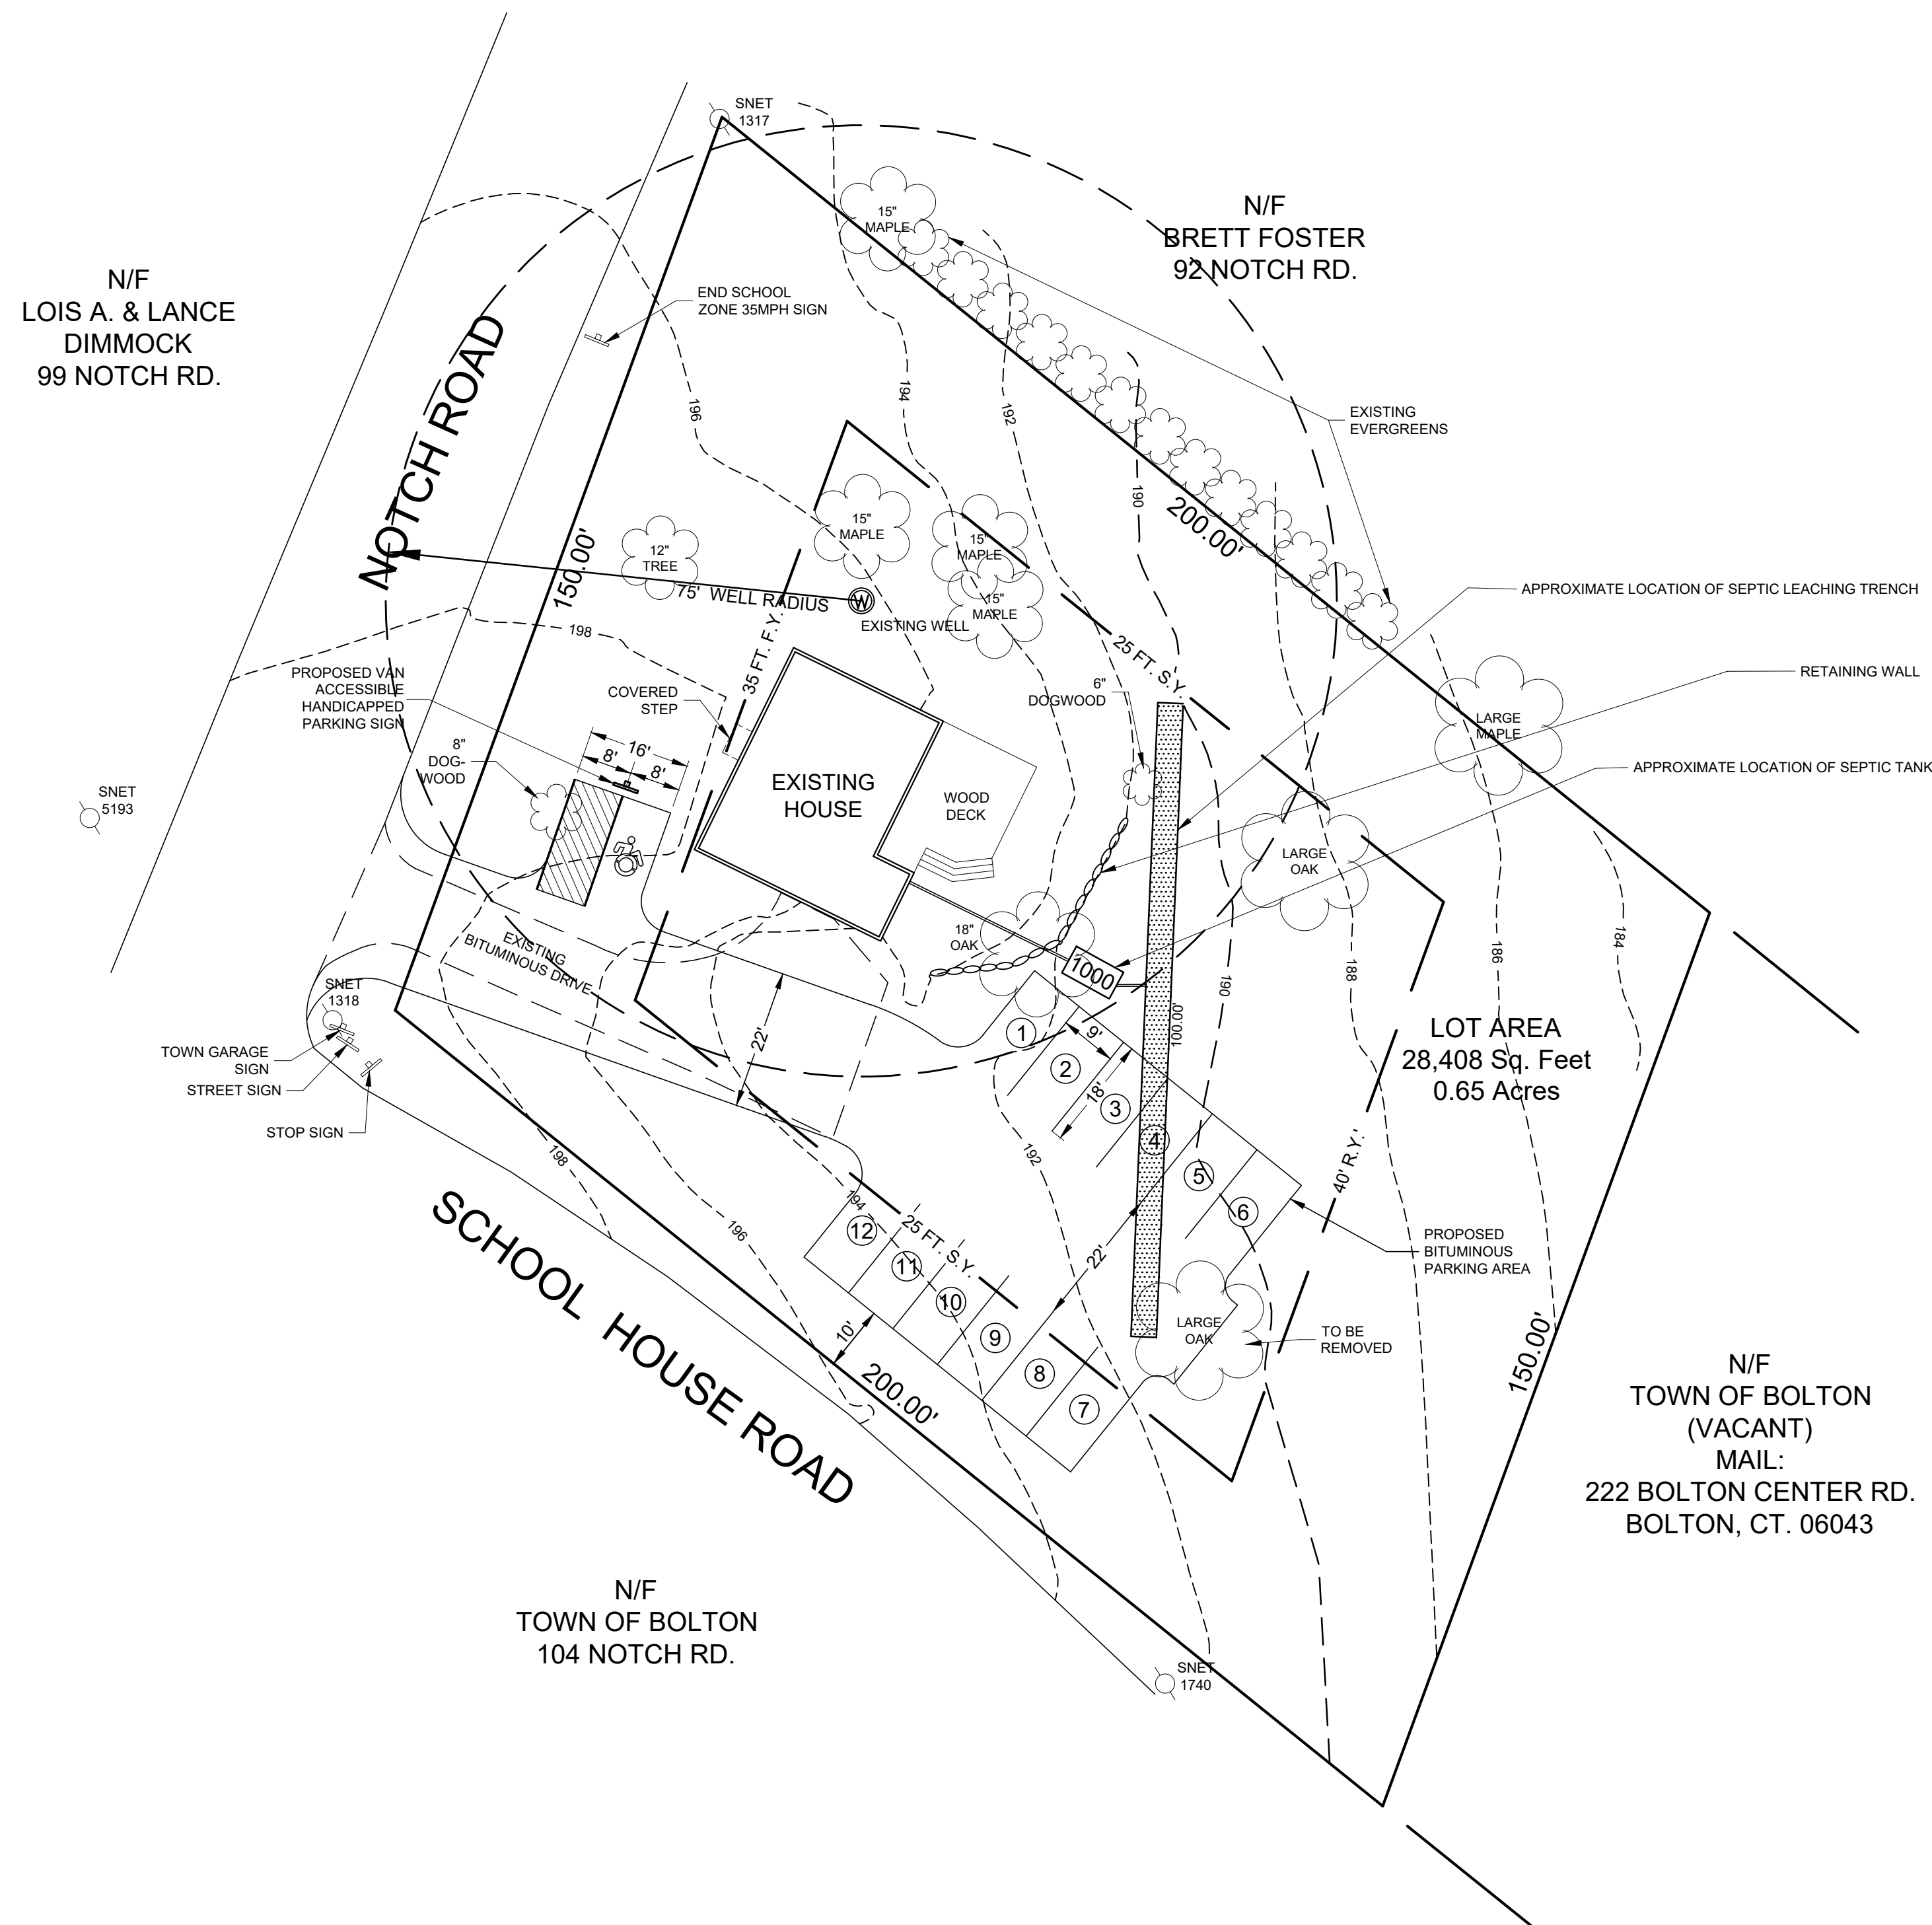 SNET
1317
15"
MAPLE
N/F
BRETT FOSTER
92 NOTCH RD.
N/F
LOIS A. & LANCE
DIMMOCK
99 NOTCH RD.
END SCHOOL
ZONE 35MPH SIGN
NOTCH ROAD
196
194
192
190
EXISTING
EVERGREENS
200.00'
150.00'
12"
TREE
15"
MAPLE
15"
MAPLE
15"
MAPLE
75' WELL RADIUS
W
EXISTING WELL
198
35 FT. F.Y.
25 FT. S.Y.
APPROXIMATE LOCATION OF SEPTIC LEACHING TRENCH
RETAINING WALL
APPROXIMATE LOCATION OF SEPTIC TANK
PROPOSED VAN
ACCESSIBLE
HANDICAPPED
PARKING SIGN
COVERED
STEP
6"
DOGWOOD
LARGE
MAPLE
8"
DOG-
WOOD
16'
8'
8'
EXISTING
HOUSE
WOOD
DECK
SNET
5193
LARGE
OAK
18"
OAK
1000
EXISTING
BITUMINOUS DRIVE
188
186
184
190
SNET
1318
TOWN GARAGE
SIGN
STREET SIGN
STOP SIGN
22'
1
2
3
4
5
6
9'
18'
100.00'
LOT AREA
28,408 Sq. Feet
0.65 Acres
40' R.Y.'
198
192
196
194
SCHOOL HOUSE ROAD
25 FT. S.Y.
12
11
10
9
8
7
22'
10'
200.00'
PROPOSED
BITUMINOUS
PARKING AREA
LARGE
OAK
TO BE
REMOVED
150.00'
N/F
TOWN OF BOLTON
(VACANT)
MAIL:
222 BOLTON CENTER RD.
BOLTON, CT. 06043
N/F
TOWN OF BOLTON
104 NOTCH RD.
SNET
1740